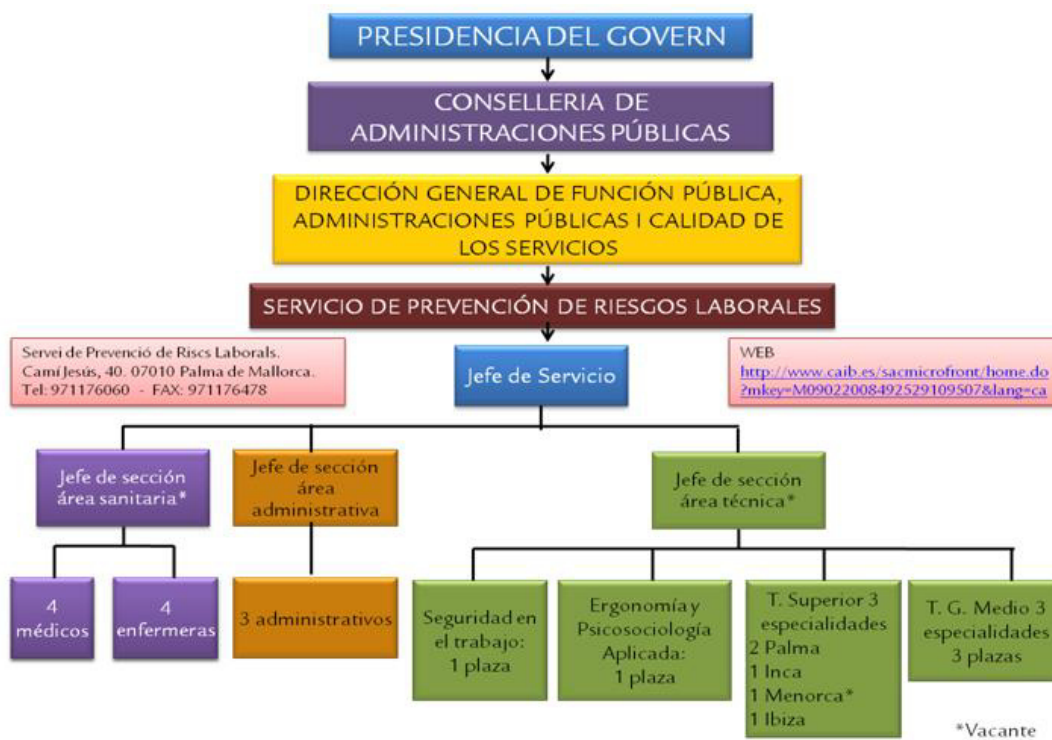 PRESIDENCIA DEL GOVERN
CONSELLERIA DE
ADMINISTRACIONES PÚBLICAS
DIRECCIÓN GENERAL DE FUNCIÓN PÚBLICA,
ADMINISTRACIONES PÚBLICAS I CALIDAD DE
LOS SERVICIOS
SERVICIO DE PREVENCIÓN DE RIESGOS LABORALES
Servei de Prevenció de Riscs Laborals.
Camí Jesús, 40. 07010 Palma de Mallorca.
Tel: 971176060 - FAX: 971176478
Jefe de Servicio
WEB
http://www.caib.es/sacmicrofront/home.do
?mkey=M09022008492529109507&lang=ca
Jefe de sección
área sanitaria*
Jefe de sección
área
administrativa
Jefe de sección
área técnica*
4
médicos
4
enfermeras
3 administrativos
Seguridad en
el trabajo:
1 plaza
Ergonomía y
Psicosociología
Aplicada:
1 plaza
T. Superior 3
especialidades
2 Palma
1 Inca
1 Menorca*
1 Ibiza
T. G. Medio 3
especialidades
3 plazas
*Vacante